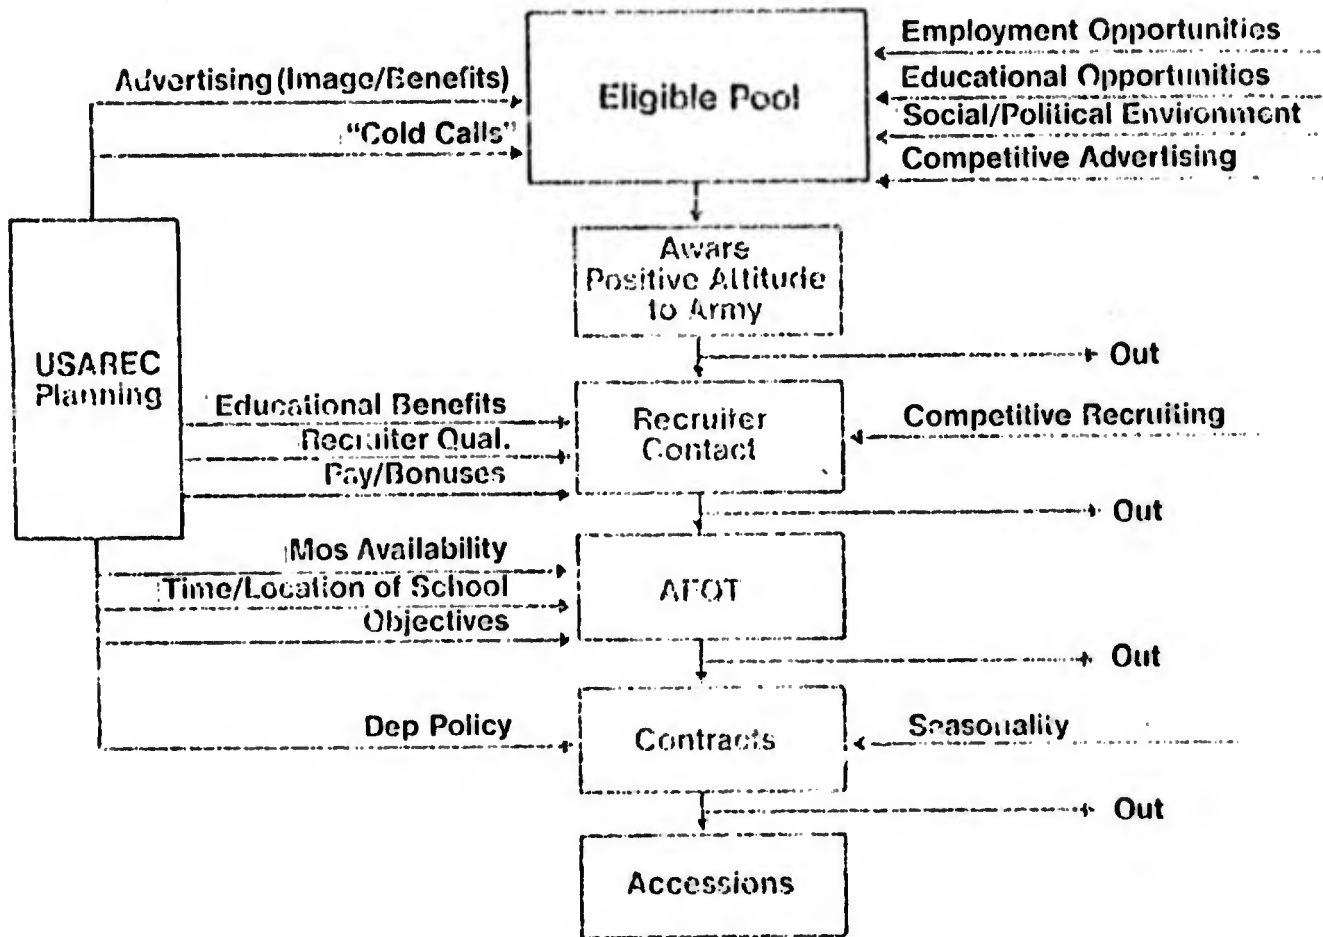 Employment Opportunities
Advertising (Image/Benefits)
Eligible Pool
Educational Opportunities
"Cold Calls"
Social/Political Environment
Competitive Advertising
Aware
Positive Attitude
to Army
Out
USAREC
Planning
Educational Benefits
Recruiter Qual.
Pay/Bonuses
Recruiter
Contact
Competitive Recruiting
Out
Mos Availability
Time/Location of School
Objectives
AFQT
Out
Dep Policy
Contracts
Seasonality
Out
Accessions